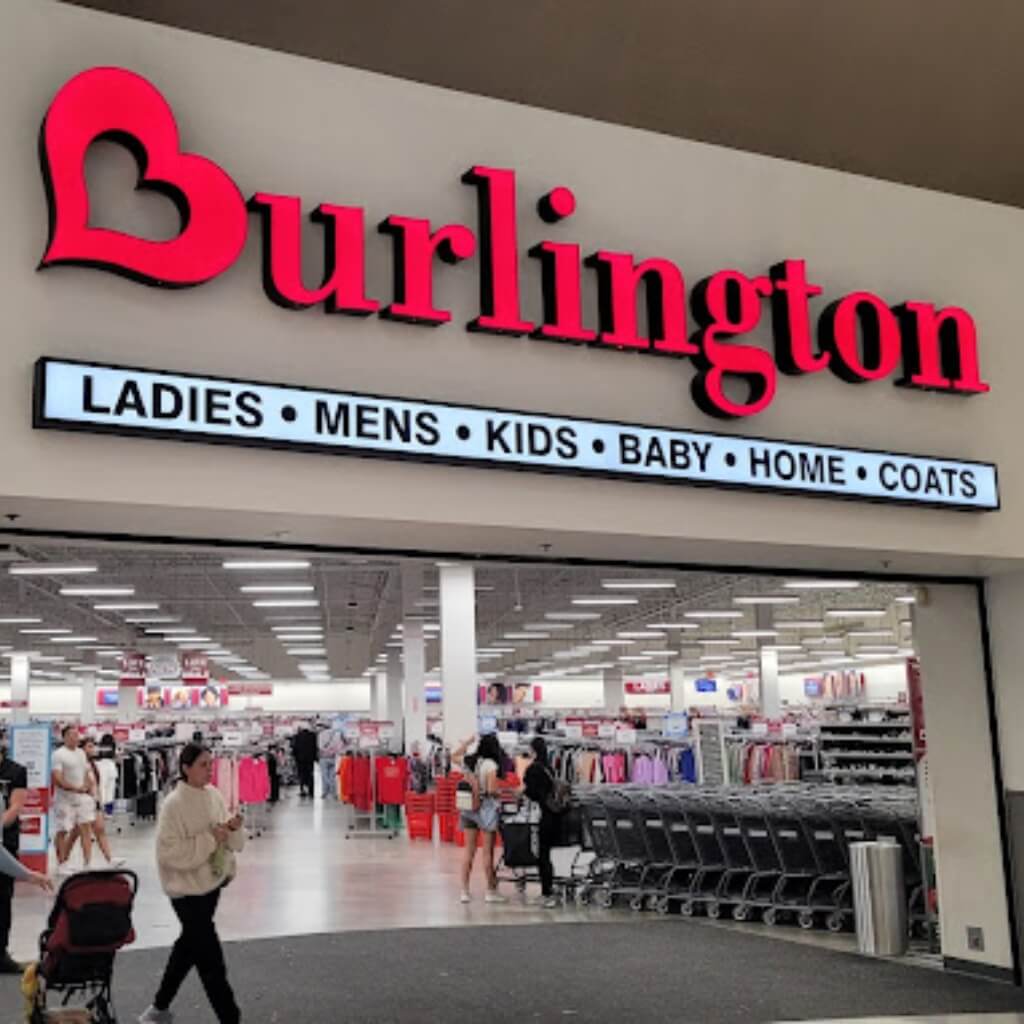 Burlington
LADIES • MENS • KIDS • BABY • HOME • COATS